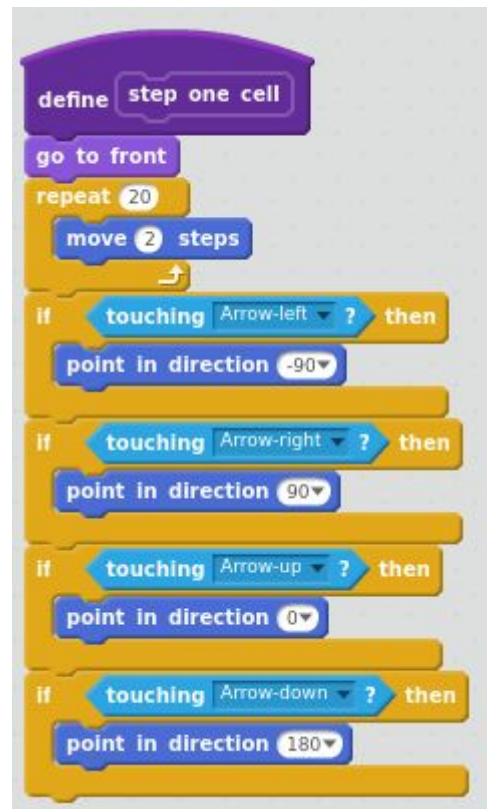 define step one cell
go to front
repeat 20
move 2 steps
if touching Arrow-left ? then
point in direction -90
if touching Arrow-right ? then
point in direction 90
if touching Arrow-up ? then
point in direction 0
if touching Arrow-down ? then
point in direction 180